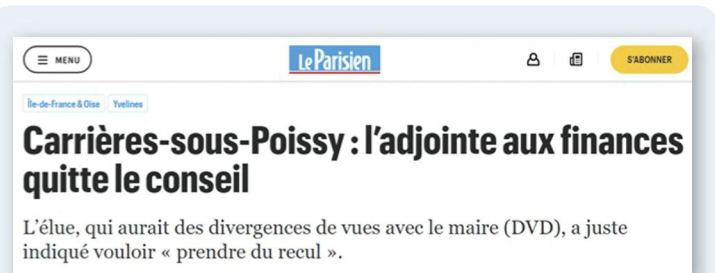 MENU
Le Parisien
S'ABONNER
Île-de-France & Oise Yvelines
Carrières-sous-Poissy : l'adjointe aux finances
quitte le conseil
L'élue, qui aurait des divergences de vues avec le maire (DVD), a juste
indiqué vouloir « prendre du recul ».